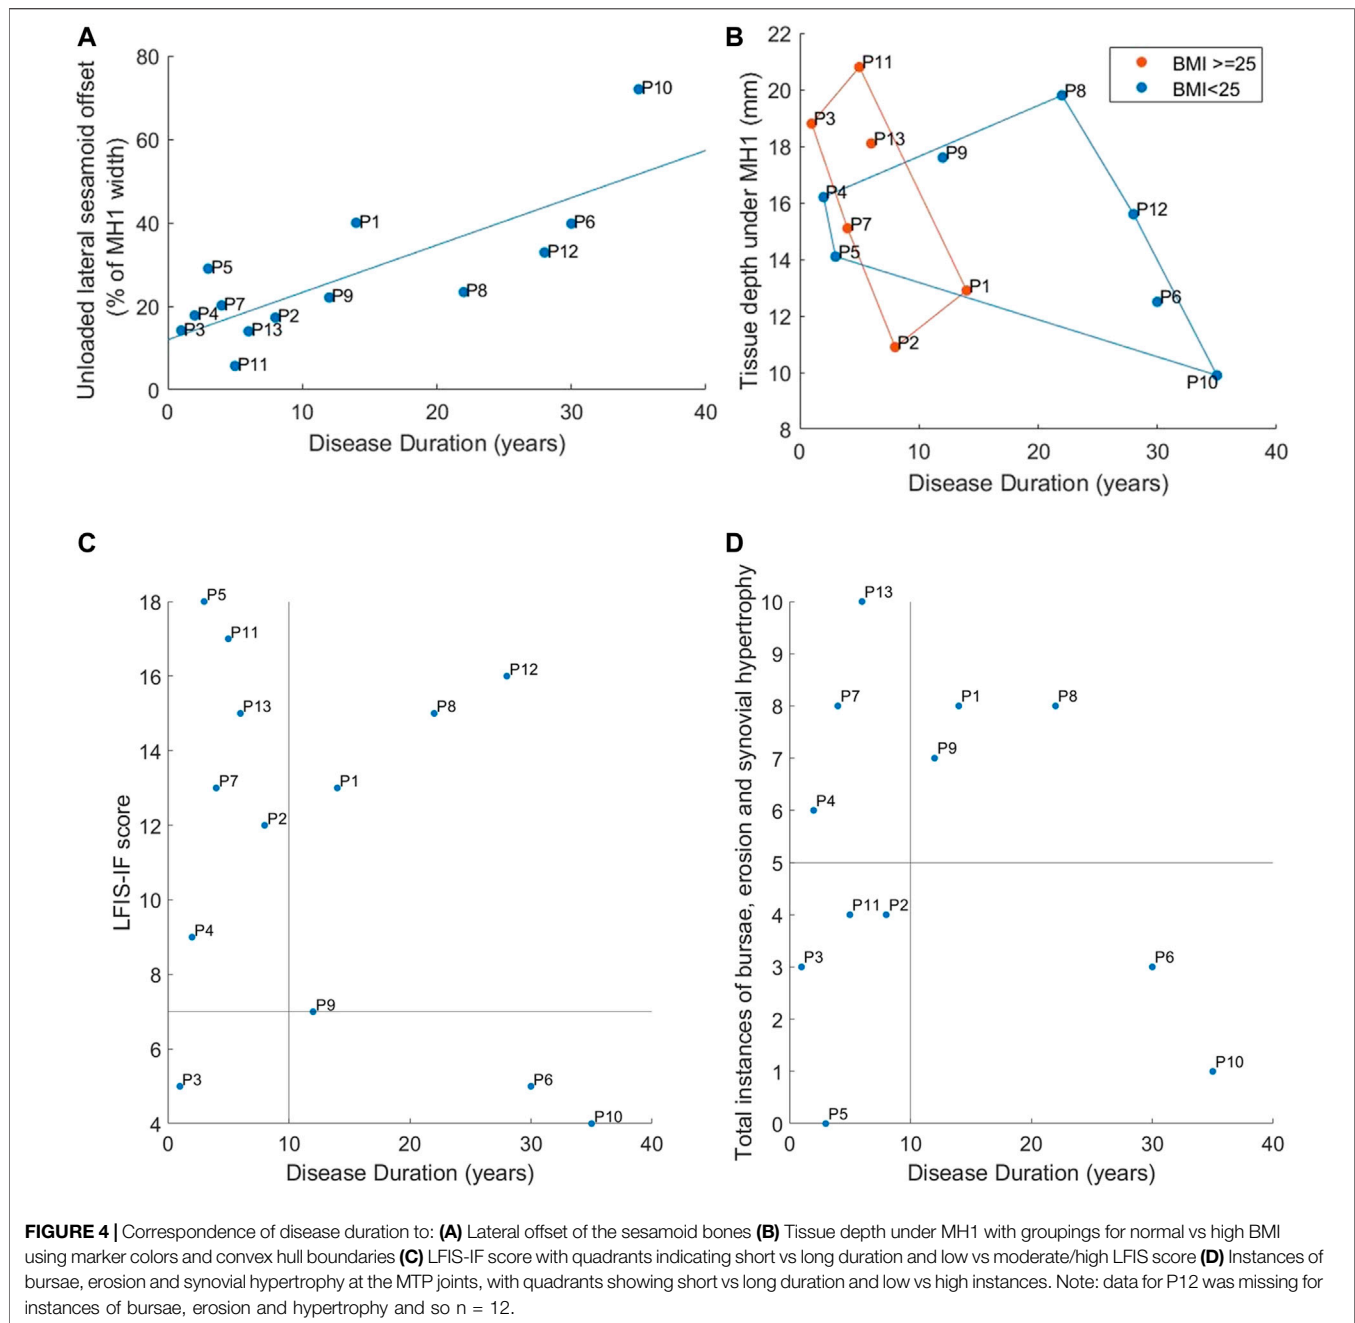 A
Unloaded lateral sesamoid offset
(% of MH1 width)
80
60
40
20
0
P10
P1
P6
P12
P5
P8
P9
P7
P4
P2
P3
P13
P11
0 10 20 30 40
Disease Duration (years)
B
Tissue depth under MH1 (mm)
22
20
18
16
14
12
10
8
BMI >=25
BMI<25
P11
P8
P3
P13
P9
P4
P12
P7
P5
P1
P6
P2
P10
0 10 20 30 40
Disease Duration (years)
C
LFIS-IF score
18
16
14
12
10
8
6
4
P5
P11
P12
P13
P8
P7
P1
P2
P4
P9
P3
P6
P10
0 10 20 30 40
Disease Duration (years)
D
Total instances of bursae, erosion and synovial hypertrophy
10
9
8
7
6
5
4
3
2
1
0
P13
P7
P1
P8
P9
P4
P11
P2
P3
P6
P10
P5
0 10 20 30 40
Disease Duration (years)
FIGURE 4 | Correspondence of disease duration to: (A) Lateral offset of the sesamoid bones (B) Tissue depth under MH1 with groupings for normal vs high BMI
using marker colors and convex hull boundaries (C) LFIS-IF score with quadrants indicating short vs long duration and low vs moderate/high LFIS score (D) Instances of
bursae, erosion and synovial hypertrophy at the MTP joints, with quadrants showing short vs long duration and low vs high instances. Note: data for P12 was missing for
instances of bursae, erosion and hypertrophy and so n = 12.